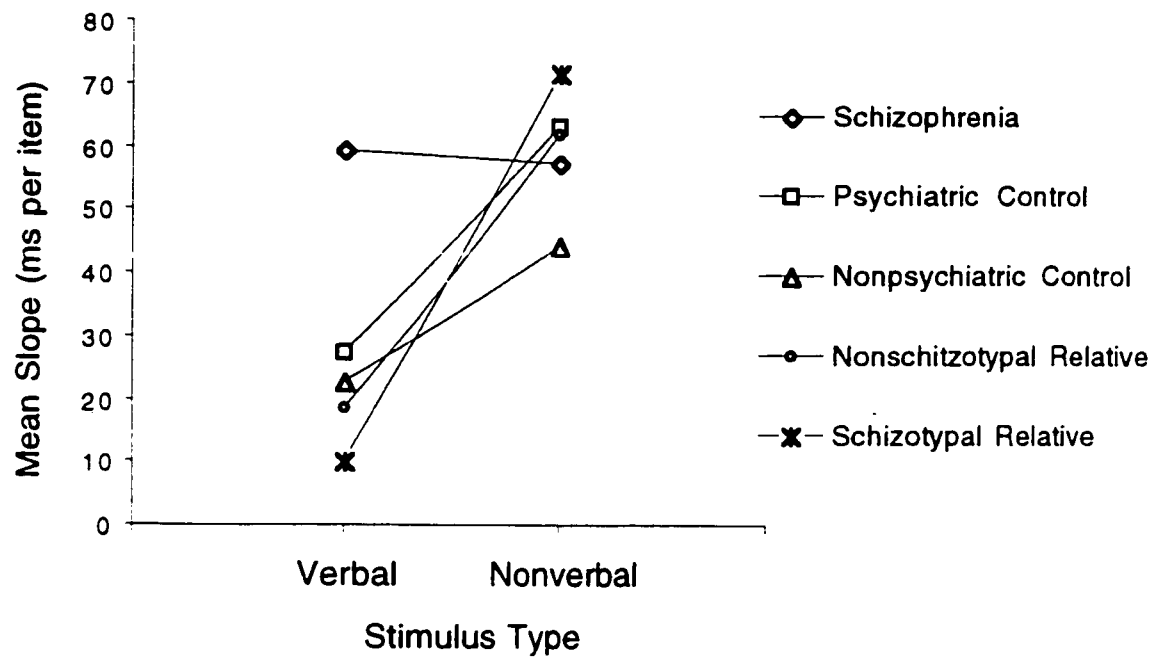 80
70
60
50
40
30
20
10
0
Mean Slope (ms per item)
Verbal Nonverbal
Stimulus Type
Schizophrenia
Psychiatric Control
Nonpsychiatric Control
Nonschitzotypal Relative
Schizotypal Relative